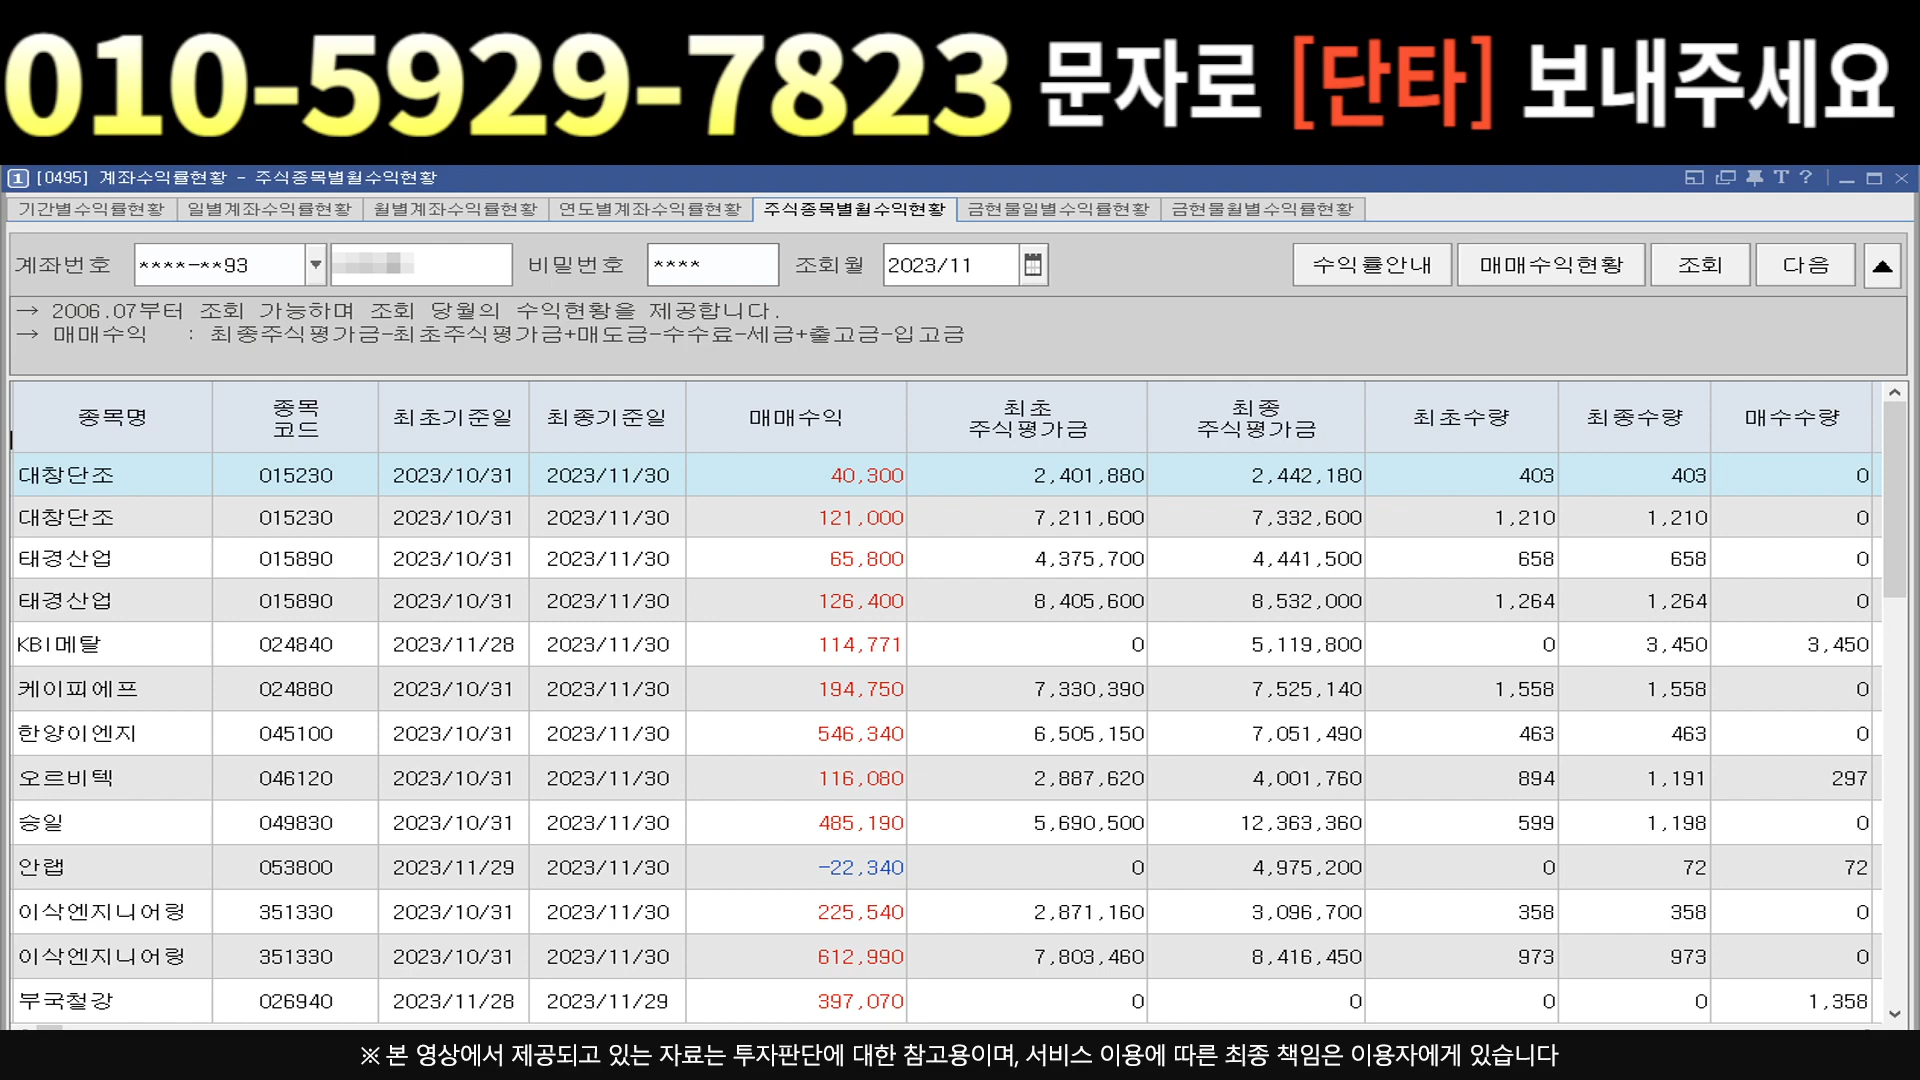 010-5929-7823 문자로 [단타] 보내주세요
1 [0495] 계좌수익률현황 - 주식종목별월수익현황 T ?
기간별수익률현황 일별계좌수익률현황 월별계좌수익률현황 연도별계좌수익률현황 주식종목별월수익현황 금현물일별수익률현황 금현물월별수익률현황
계좌번호 ****-**93 비밀번호 **** 조회월 2023/11 수익률안내 매매수익현황 조회 다음 ▲
→ 2006.07부터 조회 가능하며 조회 당월의 수익현황을 제공합니다.
→ 매매수익 : 최종주식평가금-최초주식평가금+매도금-수수료-세금+출고금-입고금
종목명 종목 코드 최초기준일 최종기준일 매매수익 최초 주식평가금 최종 주식평가금 최초수량 최종수량 매수수량
대창단조 015230 2023/10/31 2023/11/30 40,300 2,401,880 2,442,180 403 403 0
대창단조 015230 2023/10/31 2023/11/30 121,000 7,211,600 7,332,600 1,210 1,210 0
태경산업 015890 2023/10/31 2023/11/30 65,800 4,375,700 4,441,500 658 658 0
태경산업 015890 2023/10/31 2023/11/30 126,400 8,405,600 8,532,000 1,264 1,264 0
KBI메탈 024840 2023/11/28 2023/11/30 114,771 0 5,119,800 0 3,450 3,450
케이피에프 024880 2023/10/31 2023/11/30 194,750 7,330,390 7,525,140 1,558 1,558 0
한양이엔지 045100 2023/10/31 2023/11/30 546,340 6,505,150 7,051,490 463 463 0
오르비텍 046120 2023/10/31 2023/11/30 116,080 2,887,620 4,001,760 894 1,191 297
승일 049830 2023/10/31 2023/11/30 485,190 5,690,500 12,363,360 599 1,198 0
안랩 053800 2023/11/29 2023/11/30 -22,340 0 4,975,200 0 72 72
이삭엔지니어링 351330 2023/10/31 2023/11/30 225,540 2,871,160 3,096,700 358 358 0
이삭엔지니어링 351330 2023/10/31 2023/11/30 612,990 7,803,460 8,416,450 973 973 0
부국철강 026940 2023/11/28 2023/11/29 397,070 0 0 0 0 1,358
※ 본 영상에서 제공되고 있는 자료는 투자판단에 대한 참고용이며, 서비스 이용에 따른 최종 책임은 이용자에게 있습니다